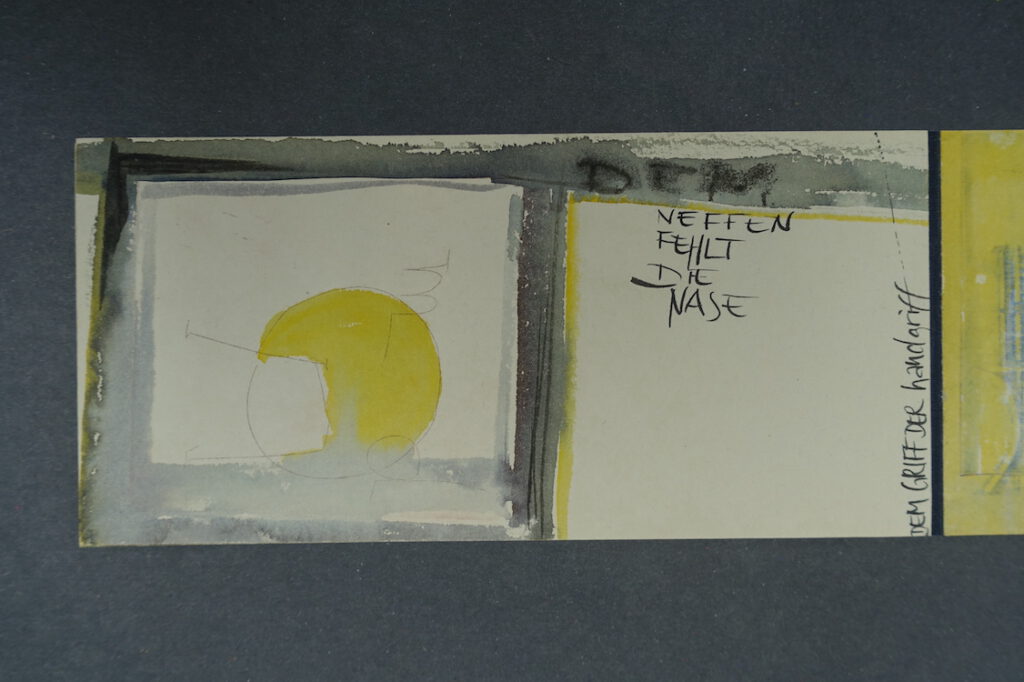 DEM
NEFFEN
FEHLT
DIE
NASE
DEM GRIFF DER handgriff